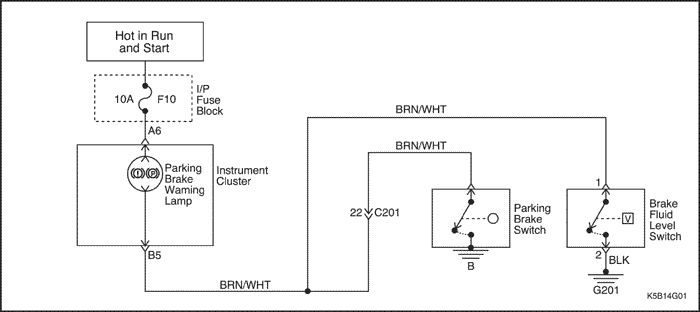 Hot in Run
and Start
10A F10
I/P
Fuse
Block
A6
Parking
Brake
Waming
Lamp
Instrument
Cluster
B5
BRN/WHT
BRN/WHT
BRN/WHT
22 C201
Parking
Brake
Switch
B
1
V
Brake
Fluid
Level
Switch
2
BLK
G201
K5B14G01